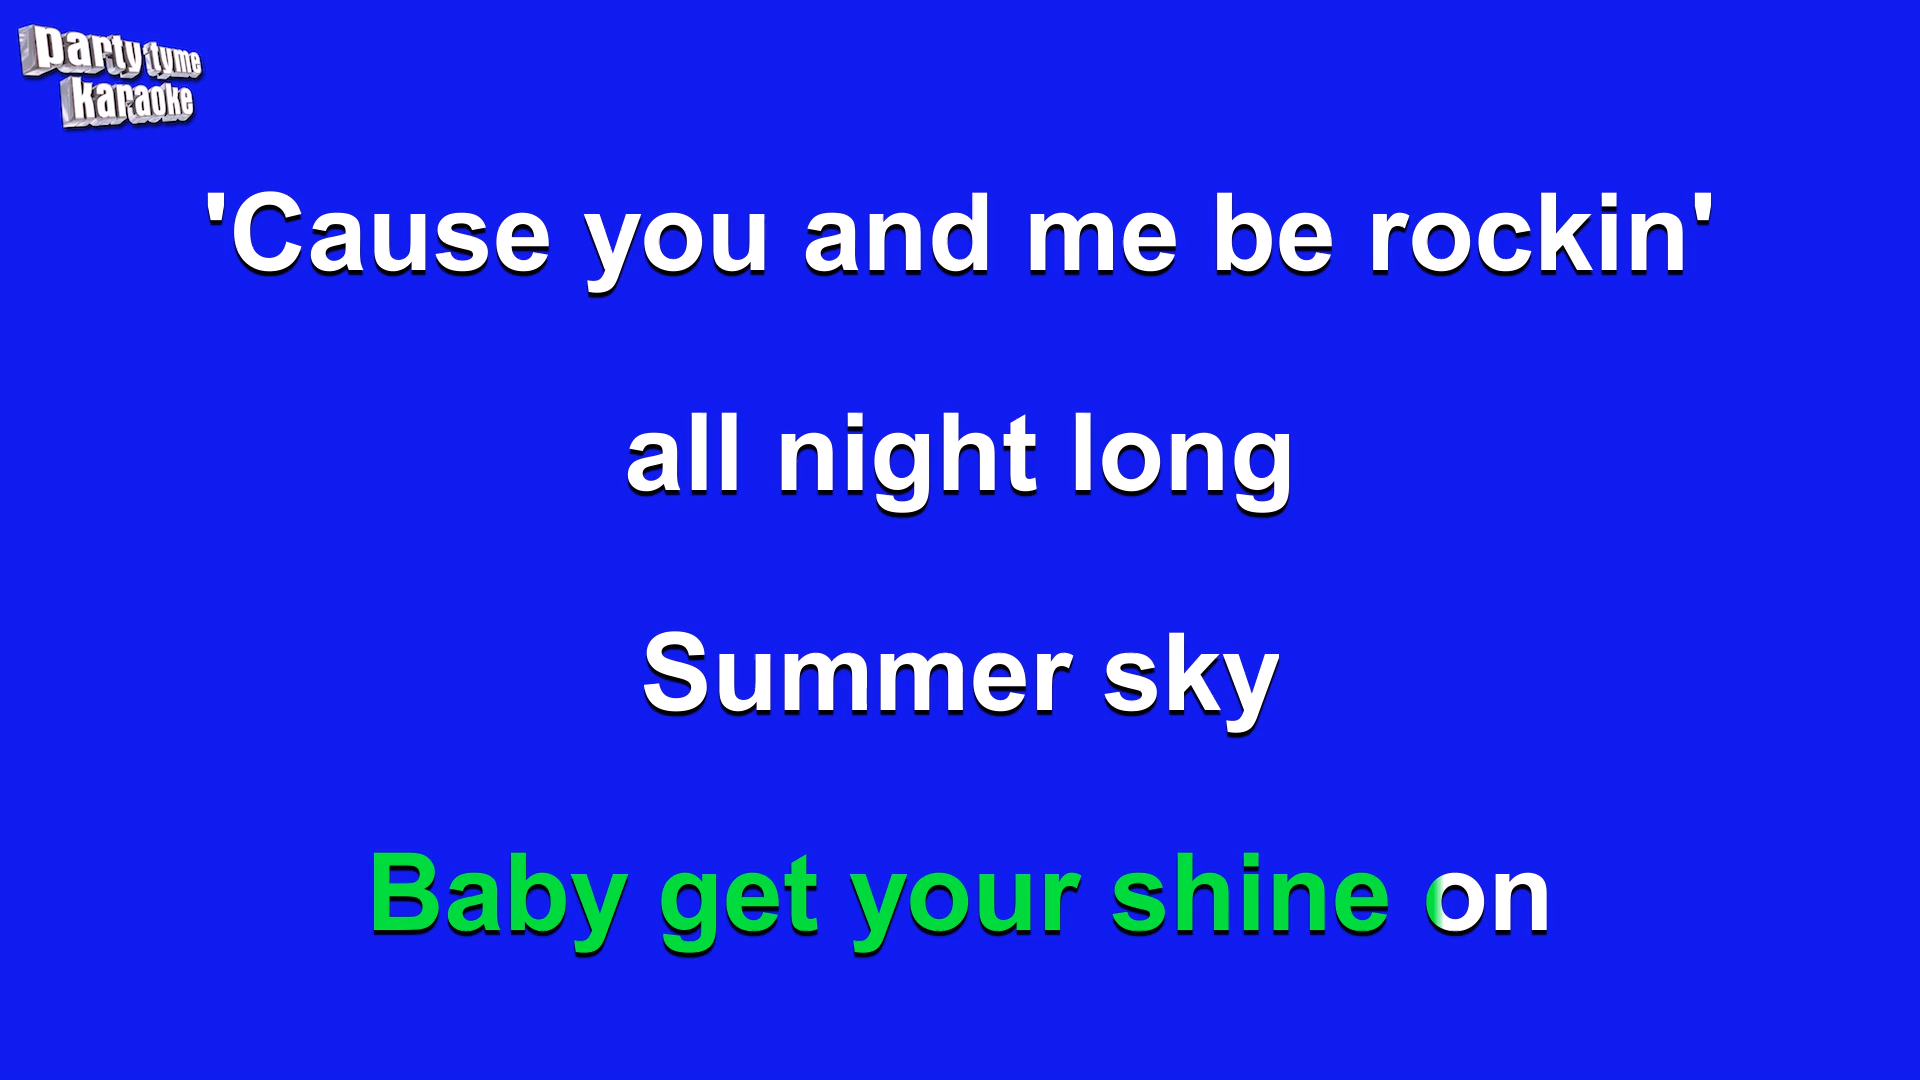 party tyme
karaoke
'Cause you and me be rockin'
all night long
Summer sky
Baby get your shine on